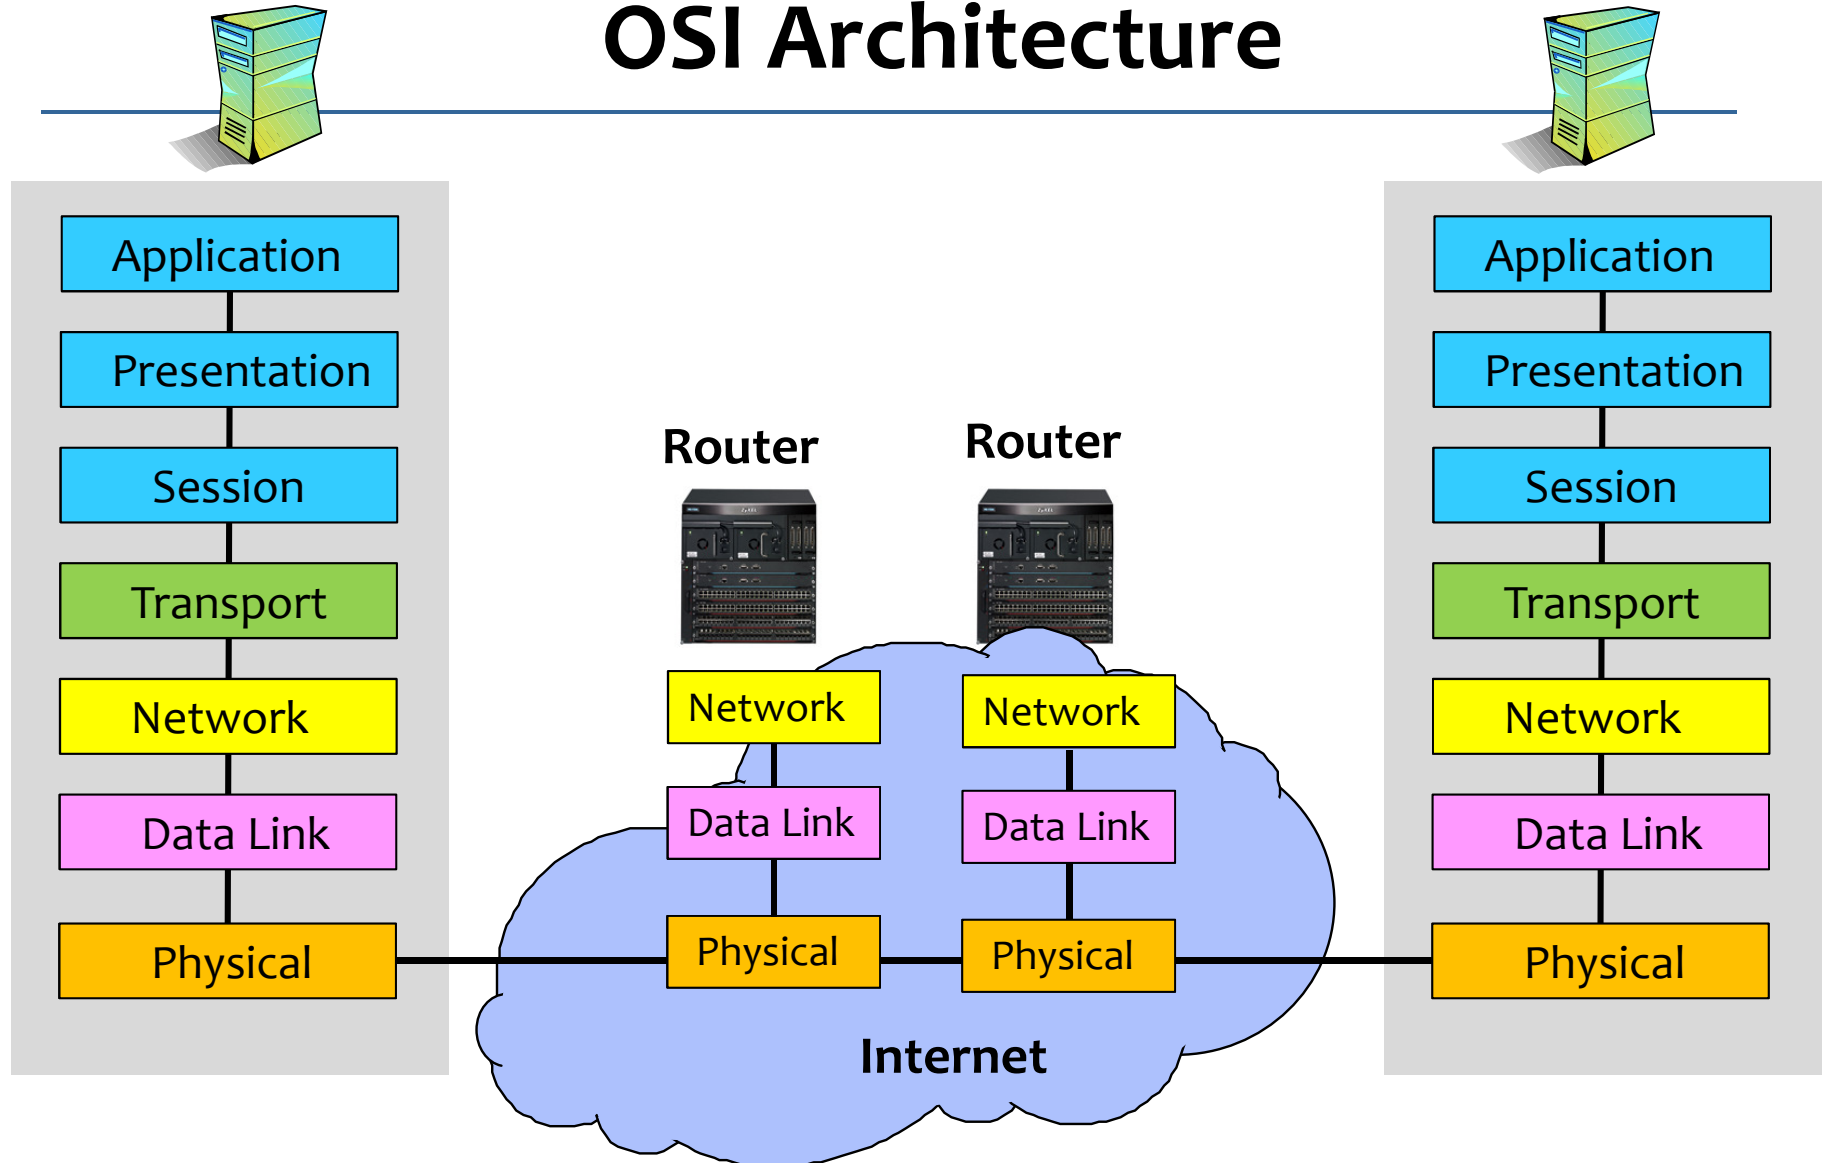 OSI Architecture
Application
Presentation
Session
Transport
Network
Data Link
Physical
Router
Network
Data Link
Physical
Router
Network
Data Link
Physical
Internet
Application
Presentation
Session
Transport
Network
Data Link
Physical